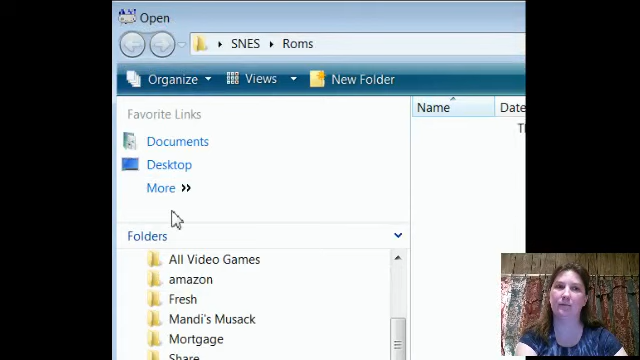 Open
SNES Roms
Organize Views New Folder
Favorite Links
Name Date
Documents
Desktop
More
Folders
All Video Games
amazon
Fresh
Mandi's Musack
Mortgage
Share